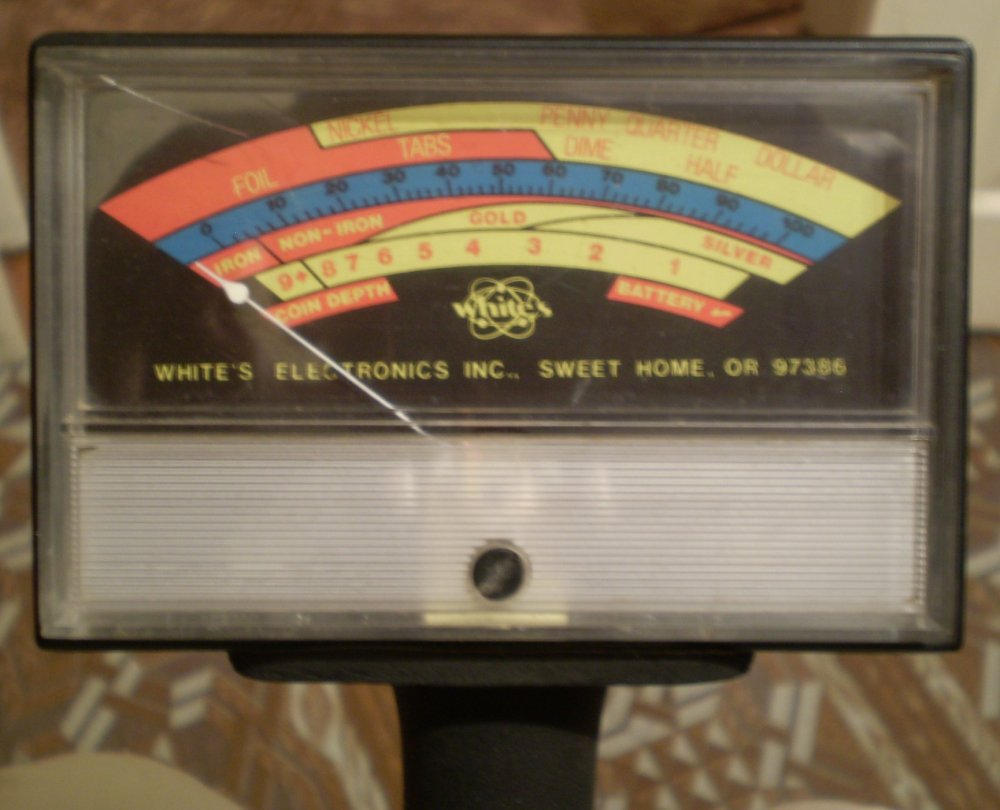 NICKEL PENNY QUARTER
TABS DIME HALF DOLLAR
FOIL
0 10 20 30 40 50 60 70 80 90 100
IRON NON-IRON GOLD SILVER
9+ 8 7 6 5 4 3 2 1
COIN DEPTH BATTERY
White's
WHITE'S ELECTRONICS INC., SWEET HOME, OR 97386